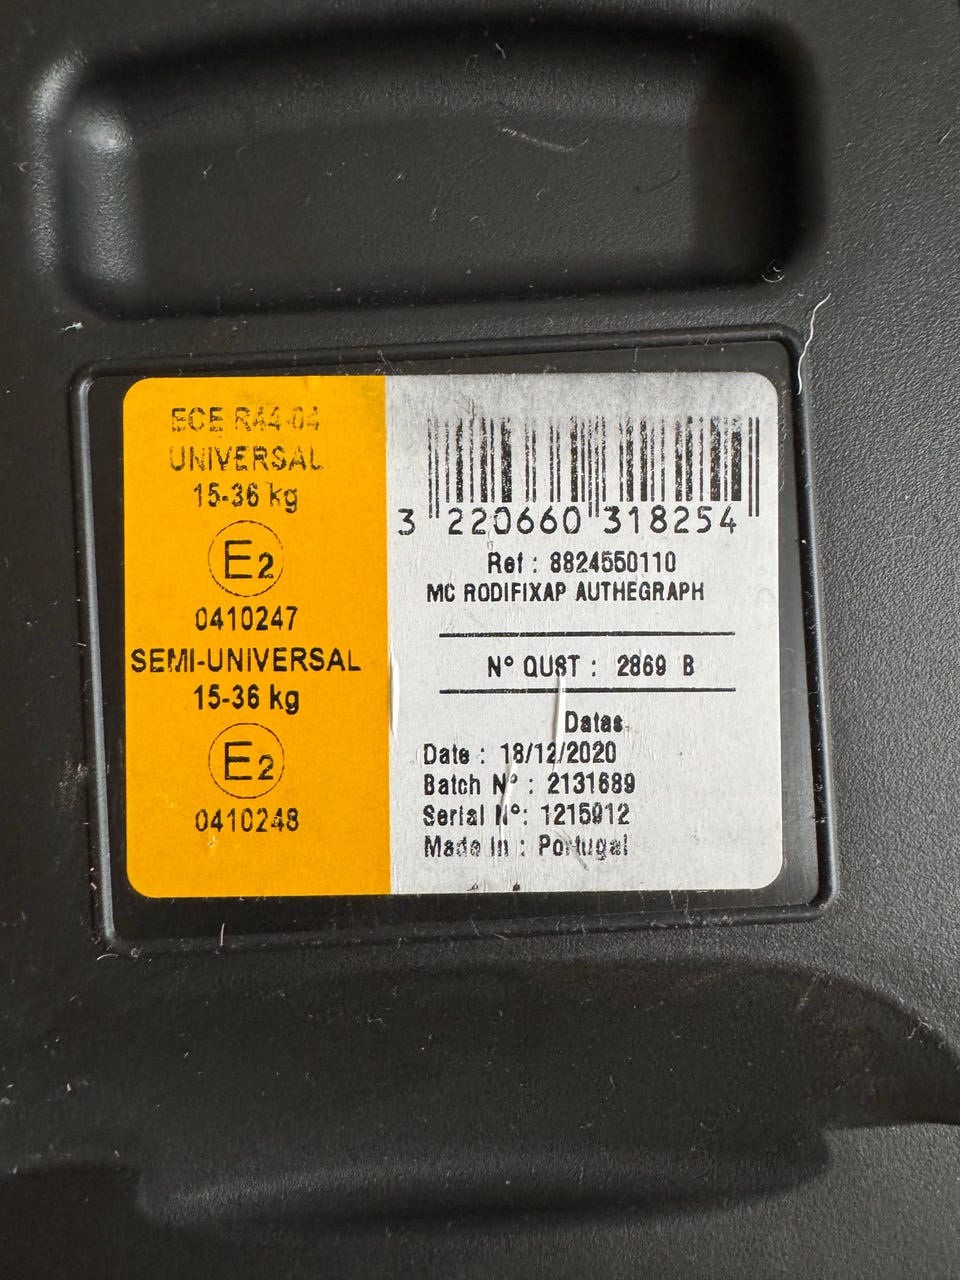 ECE R44-04
UNIVERSAL
15-36 kg
E2
0410247
SEMI-UNIVERSAL
15-36 kg
E2
0410248
3 220660 318254
Ref : 8824550110
MC RODIFIXAP AUTHEGRAPH
N° QUST : 2869 B
Datas
Date : 18/12/2020
Batch N° : 2131689
Serial N°: 1215912
Made In : Portugal